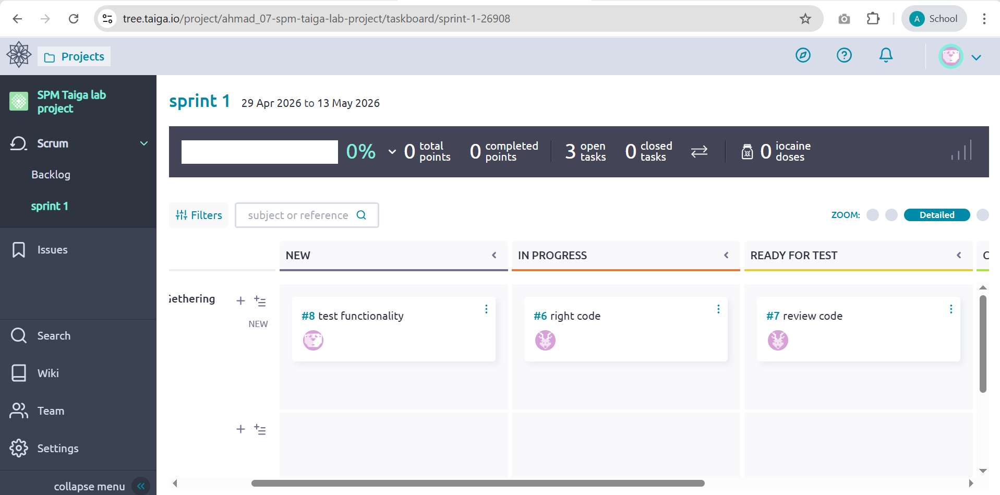 tree.taiga.io/project/ahmad_07-spm-taiga-lab-project/taskboard/sprint-1-26908
A School
Projects
SPM Taiga lab
project
Scrum
Backlog
sprint 1
Issues
Search
Wiki
Team
Settings
collapse menu
sprint 1 29 Apr 2026 to 13 May 2026
0% 0 total points 0 completed points 3 open tasks 0 closed tasks 0 iocaine doses
Filters subject or reference ZOOM: Detailed
NEW IN PROGRESS READY FOR TEST
ethering
NEW
#8 test functionality #6 right code #7 review code